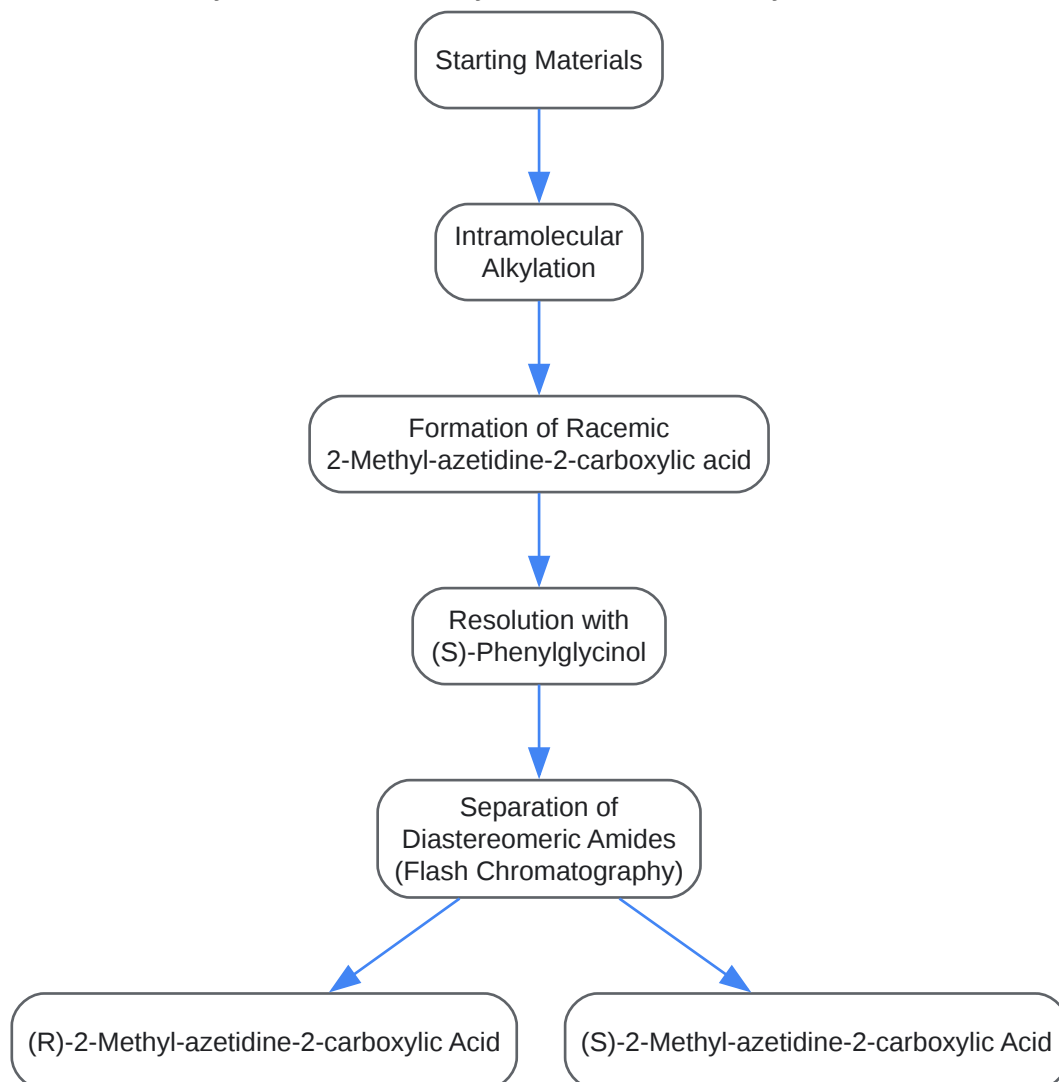 Starting Materials
Intramolecular
Alkylation
Formation of Racemic
2-Methyl-azetidine-2-carboxylic acid
Resolution with
(S)-Phenylglycinol
Separation of
Diastereomeric Amides
(Flash Chromatography)
(R)-2-Methyl-azetidine-2-carboxylic Acid
(S)-2-Methyl-azetidine-2-carboxylic Acid